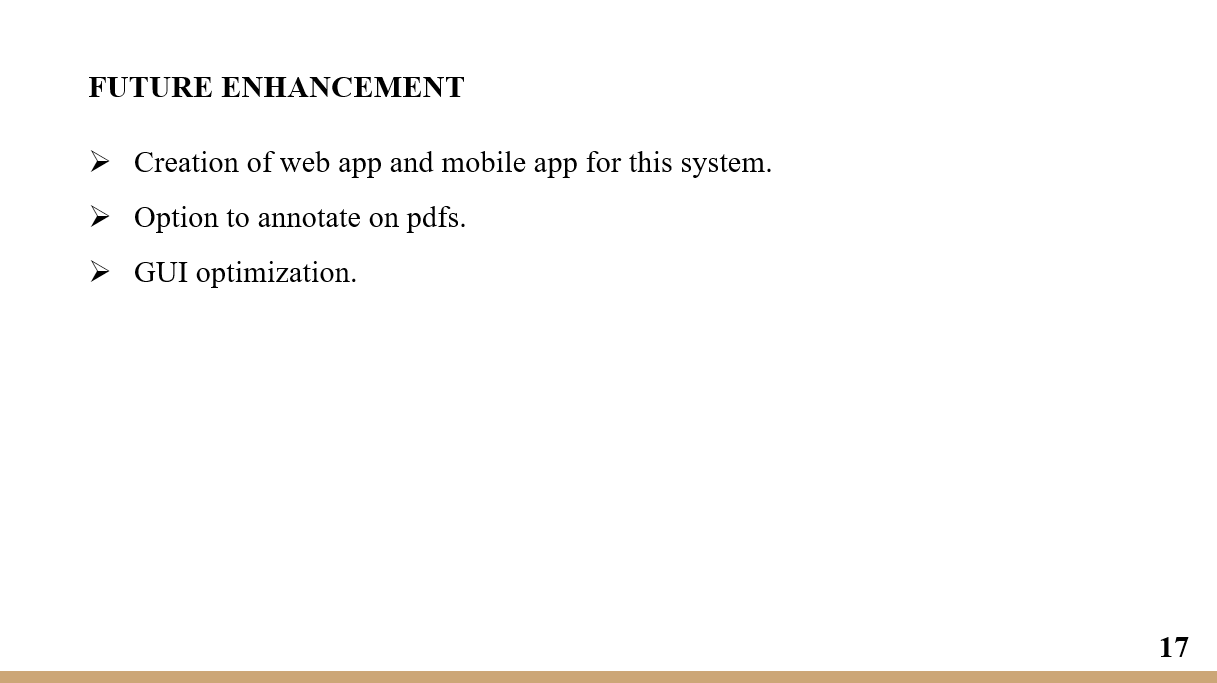 FUTURE ENHANCEMENT
➢ Creation of web app and mobile app for this system.
➢ Option to annotate on pdfs.
➢ GUI optimization.
17